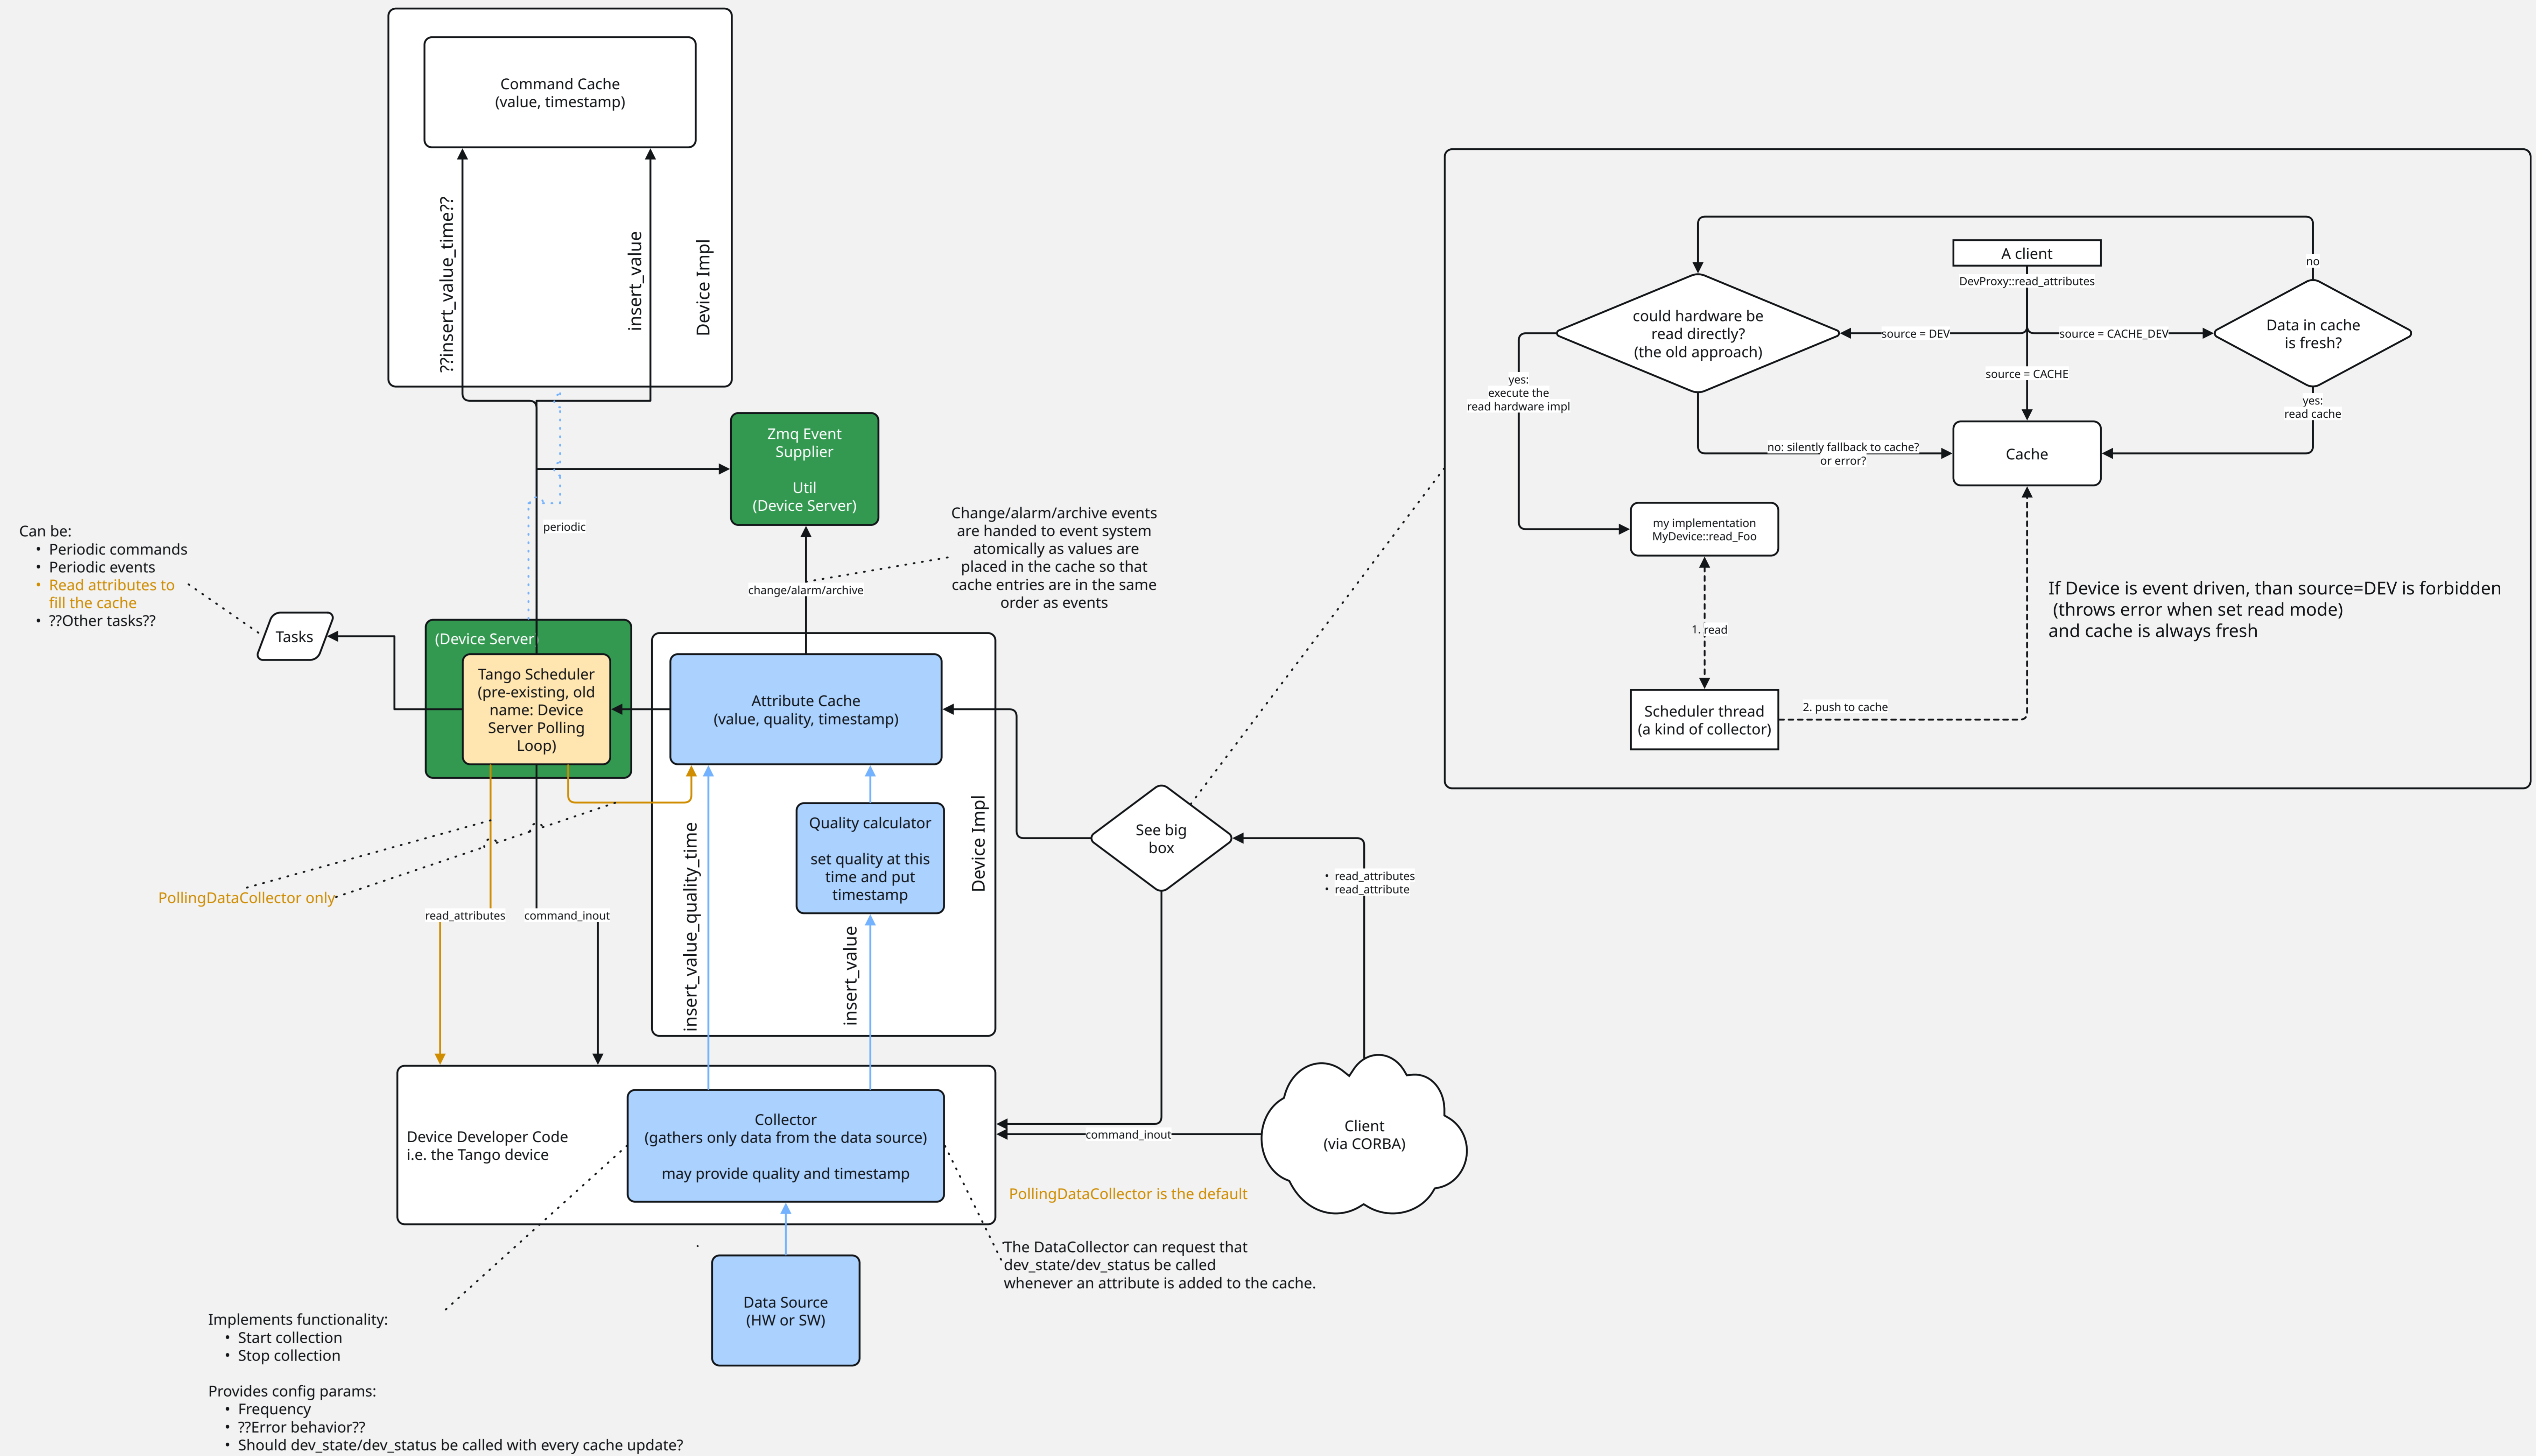 Command Cache
(value, timestamp)
??insert_value_time??
insert_value
Device Impl
Zmq Event
Supplier
Util
(Device Server)
periodic
Change/alarm/archive events
are handed to event system
atomically as values are
placed in the cache so that
cache entries are in the same
order as events
change/alarm/archive
Can be:
• Periodic commands
• Periodic events
• Read attributes to
fill the cache
• ??Other tasks??
Tasks
(Device Server)
Tango Scheduler
(pre-existing, old
name: Device
Server Polling
Loop)
Attribute Cache
(value, quality, timestamp)
Quality calculator
set quality at this
time and put
timestamp
insert_value_quality_time
insert_value
Device Impl
PollingDataCollector only
read_attributes
command_inout
See big
box
• read_attributes
• read_attribute
Device Developer Code
i.e. the Tango device
Collector
(gathers only data from the data source)
may provide quality and timestamp
command_inout
Client
(via CORBA)
PollingDataCollector is the default
The DataCollector can request that
dev_state/dev_status be called
whenever an attribute is added to the cache.
Data Source
(HW or SW)
Implements functionality:
• Start collection
• Stop collection
Provides config params:
• Frequency
• ??Error behavior??
• Should dev_state/dev_status be called with every cache update?
A client
DevProxy::read_attributes
no
could hardware be
read directly?
(the old approach)
source = DEV
source = CACHE_DEV
Data in cache
is fresh?
source = CACHE
yes:
execute the
read hardware impl
yes:
read cache
no: silently fallback to cache?
or error?
Cache
my implementation
MyDevice::read_Foo
1. read
If Device is event driven, than source=DEV is forbidden
(throws error when set read mode)
and cache is always fresh
Scheduler thread
(a kind of collector)
2. push to cache